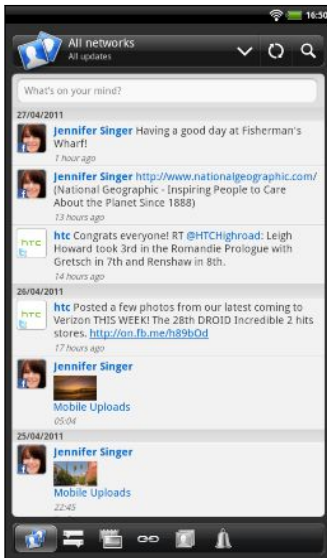 16:50
All networks
All updates
What's on your mind?
27/04/2011
Jennifer Singer Having a good day at Fisherman's
Wharf!
1 hour ago
Jennifer Singer http://www.nationalgeographic.com/
(National Geographic - Inspiring People to Care
About the Planet Since 1888)
13 hours ago
htc
htc Congrats everyone! RT @HTCHighroad: Leigh
Howard took 3rd in the Romandie Prologue with
Gretsch in 7th and Renshaw in 8th.
14 hours ago
26/04/2011
htc
htc Posted a few photos from our latest coming to
Verizon THIS WEEK! The 28th DROID Incredible 2 hits
stores. http://on.fb.me/h89bOd
17 hours ago
Jennifer Singer
Mobile Uploads
05:04
25/04/2011
Jennifer Singer
Mobile Uploads
22:45